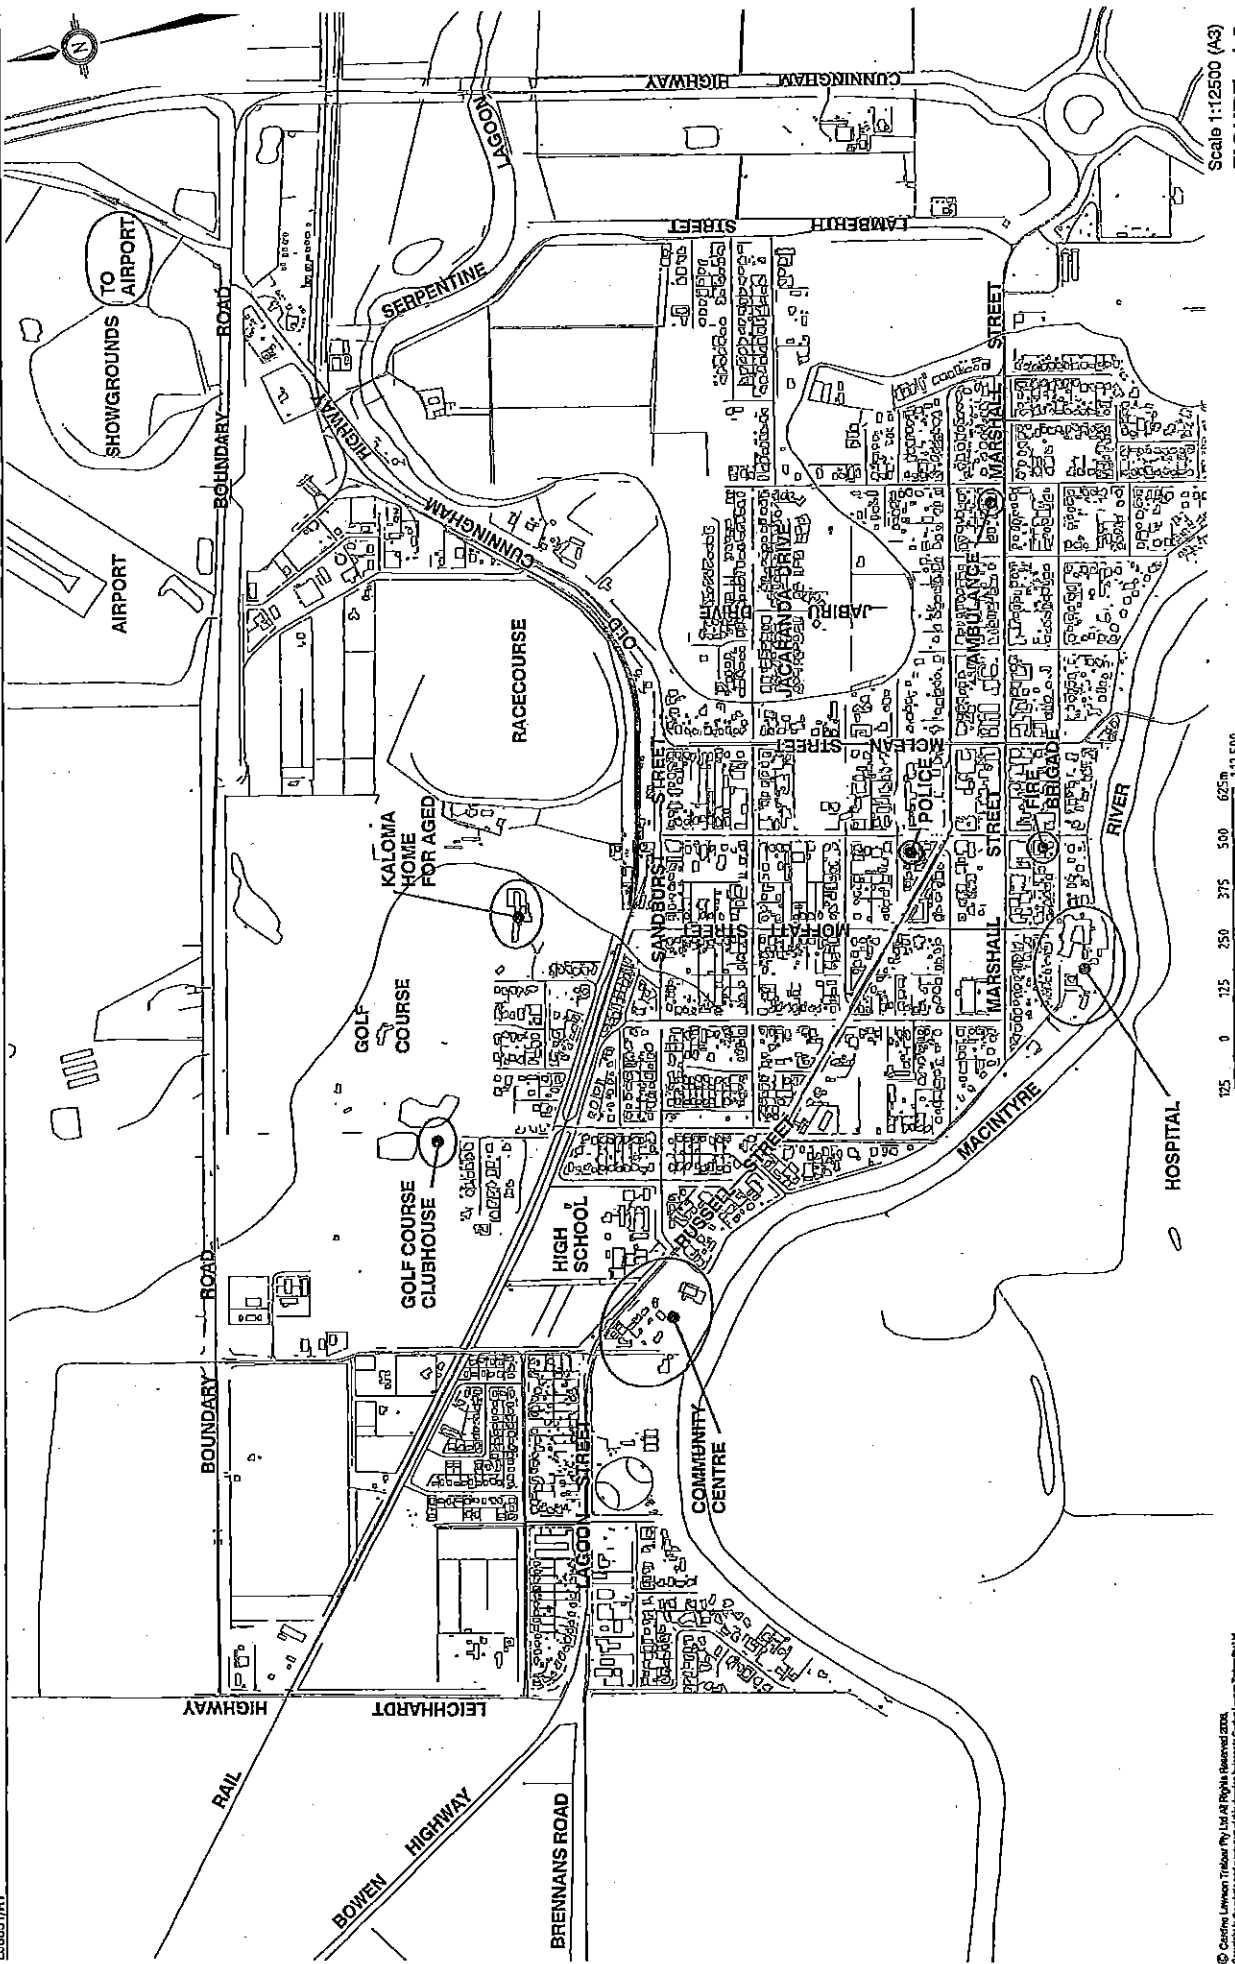 N
Scale 1:12500 (A3)
CUNNINGHAM HIGHWAY
LAGOON
TO
AIRPORT
SHOWGROUNDS
BOUNDARY ROAD
SERPENTINE
LAMBERTH STREET
AIRPORT
OLD CUNNINGHAM HIGHWAY
MARSHALL STREET
AMBULANCE
JACARANDA DRIVE
JABIRU DRIVE
RACECOURSE
MCLEAN STREET
SANDBURST STREET
POLICE
FIRE
BRIGADE
MARSHALL STREET
KALOMA
HOME
FOR AGED
MOFFATT STREET
GOLF
COURSE
MACINTYRE RIVER
HOSPITAL
GOLF COURSE
CLUBHOUSE
HIGH
SCHOOL
RUSSELL STREET
BOUNDARY ROAD
COMMUNITY
CENTRE
LAGOON STREET
LEICHHARDT HIGHWAY
RAIL
BOWEN HIGHWAY
BRENNANS ROAD
125 0 125 250 375 500 625m